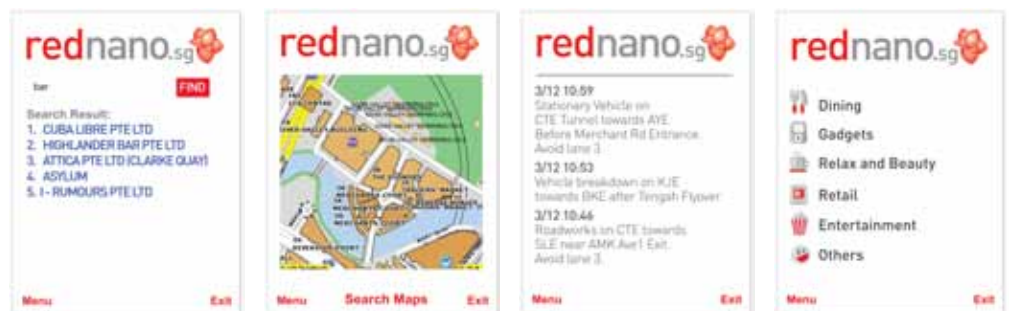 rednano.sg
bar
FIND
Search Result:
1. CUBA LIBRE PTE LTD
2. HIGHLANDER BAR PTE LTD
3. ATTICA PTE LTD (CLARKE QUAY)
4. ASYLUM
5. I - RUMOURS PTE LTD
Menu Exit
rednano.sg
Menu Search Maps Exit
rednano.sg
3/12 10:59
Stationary Vehicle on
CTE Tunnel towards AYE
Before Merchant Rd Entrance.
Avoid lane 3.
3/12 10:53
Vehicle breakdown on KJE
towards BKE after Tengah Flyover
3/12 10:46
Roadworks on CTE towards
SLE near AMK Ave1 Exit.
Avoid lane 3.
Menu Exit
rednano.sg
Dining
Gadgets
Relax and Beauty
Retail
Entertainment
Others
Menu Exit